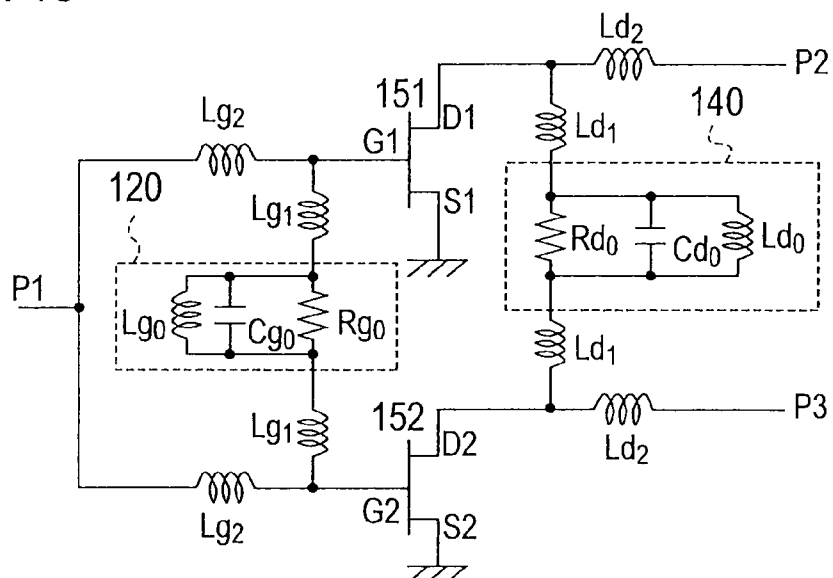 Ld2
P2
151
140
Lg2
D1
Ld1
G1
120
Lg1
S1
Rd0
Cd0
Ld0
P1
Lg0
Cg0
Rg0
Ld1
Lg1
152
P3
D2
Ld2
G2
S2
Lg2